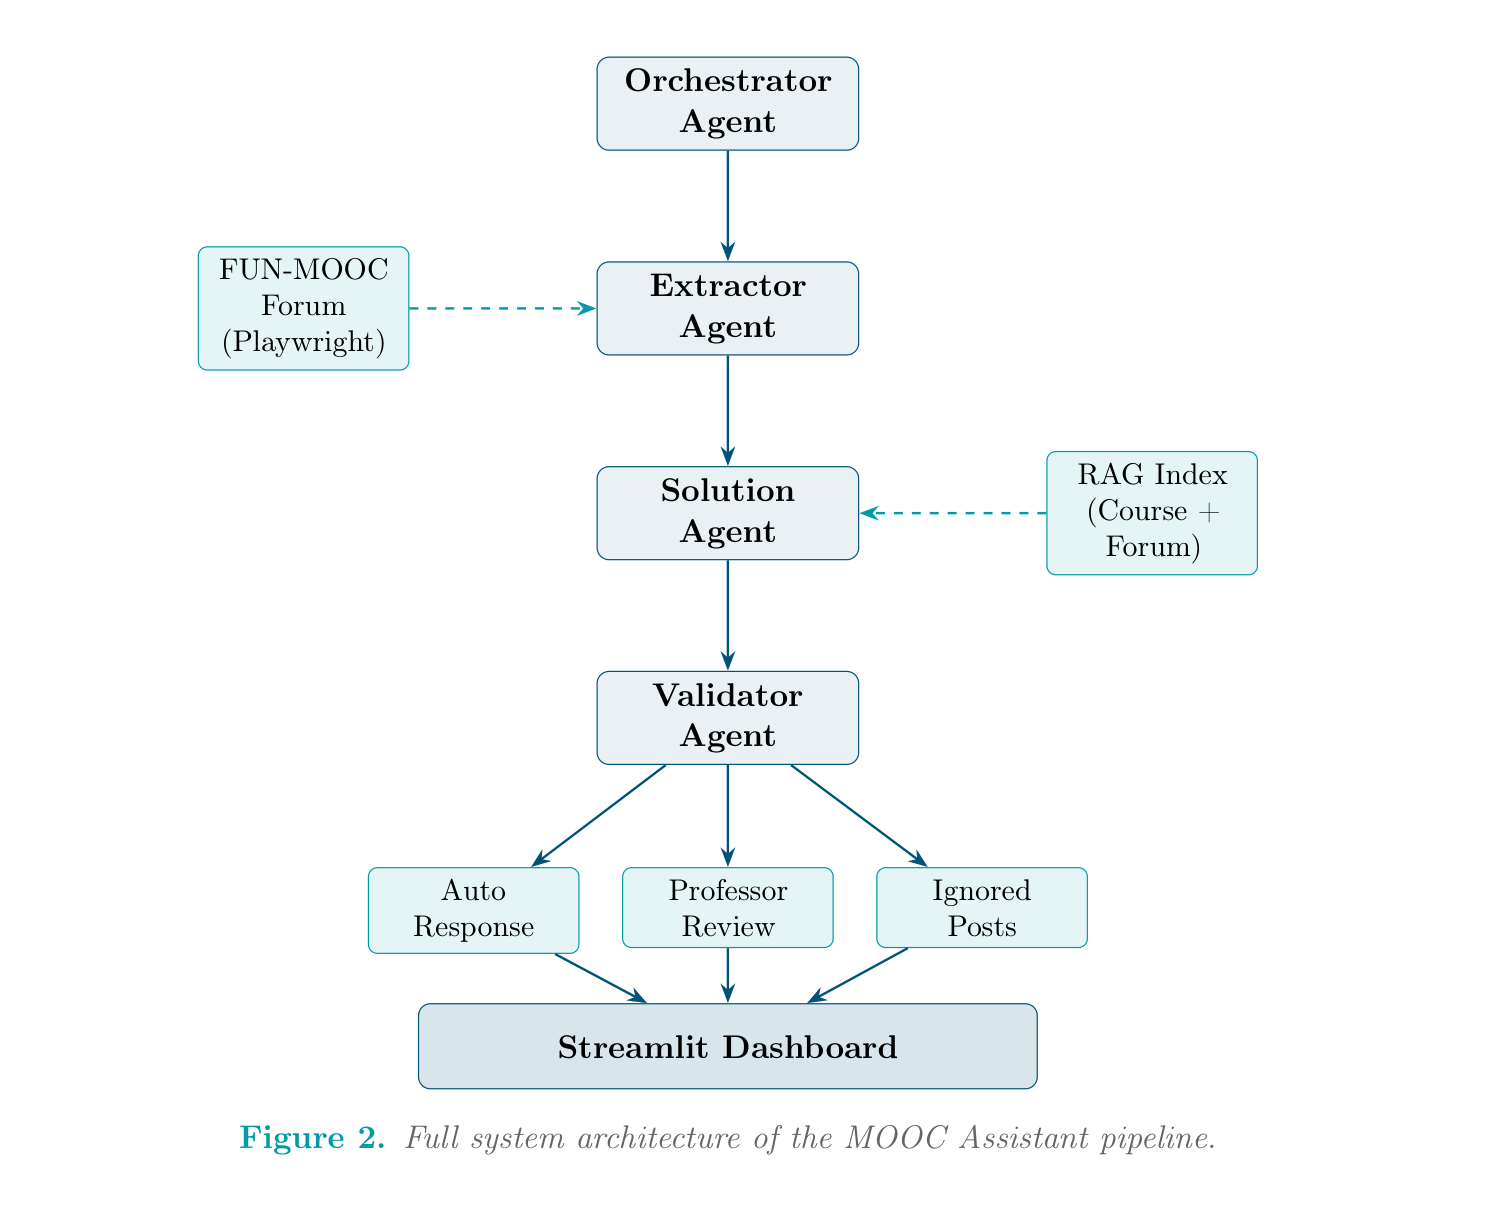 Orchestrator
Agent
FUN-MOOC
Forum
(Playwright)
Extractor
Agent
Solution
Agent
RAG Index
(Course +
Forum)
Validator
Agent
Auto
Response
Professor
Review
Ignored
Posts
Streamlit Dashboard
Figure 2. Full system architecture of the MOOC Assistant pipeline.